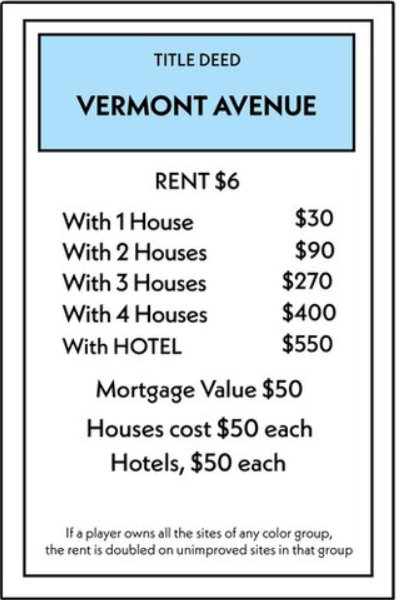 TITLE DEED
VERMONT AVENUE
RENT $6
With 1 House $30
With 2 Houses $90
With 3 Houses $270
With 4 Houses $400
With HOTEL $550
Mortgage Value $50
Houses cost $50 each
Hotels, $50 each
If a player owns all the sites of any color group,
the rent is doubled on unimproved sites in that group